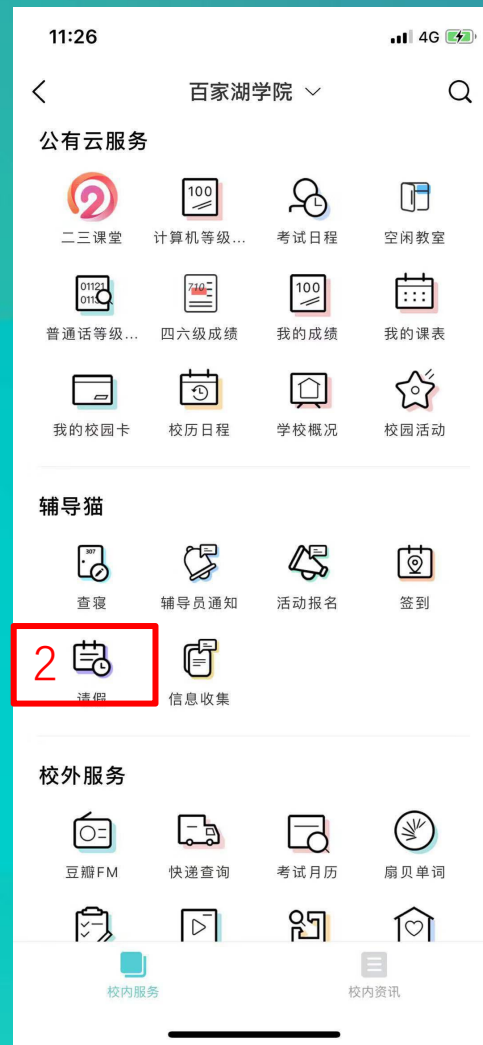 11:26 4G
百家湖学院
公有云服务
100
二三课堂 计算机等级... 考试日程 空闲教室
01121 710 100
普通话等级... 四六级成绩 我的成绩 我的课表
我的校园卡 校历日程 学校概况 校园活动
辅导猫
307
查寝 辅导员通知 活动报名 签到
2
请假 信息收集
校外服务
豆瓣FM 快递查询 考试月历 扇贝单词
校内服务 校内资讯